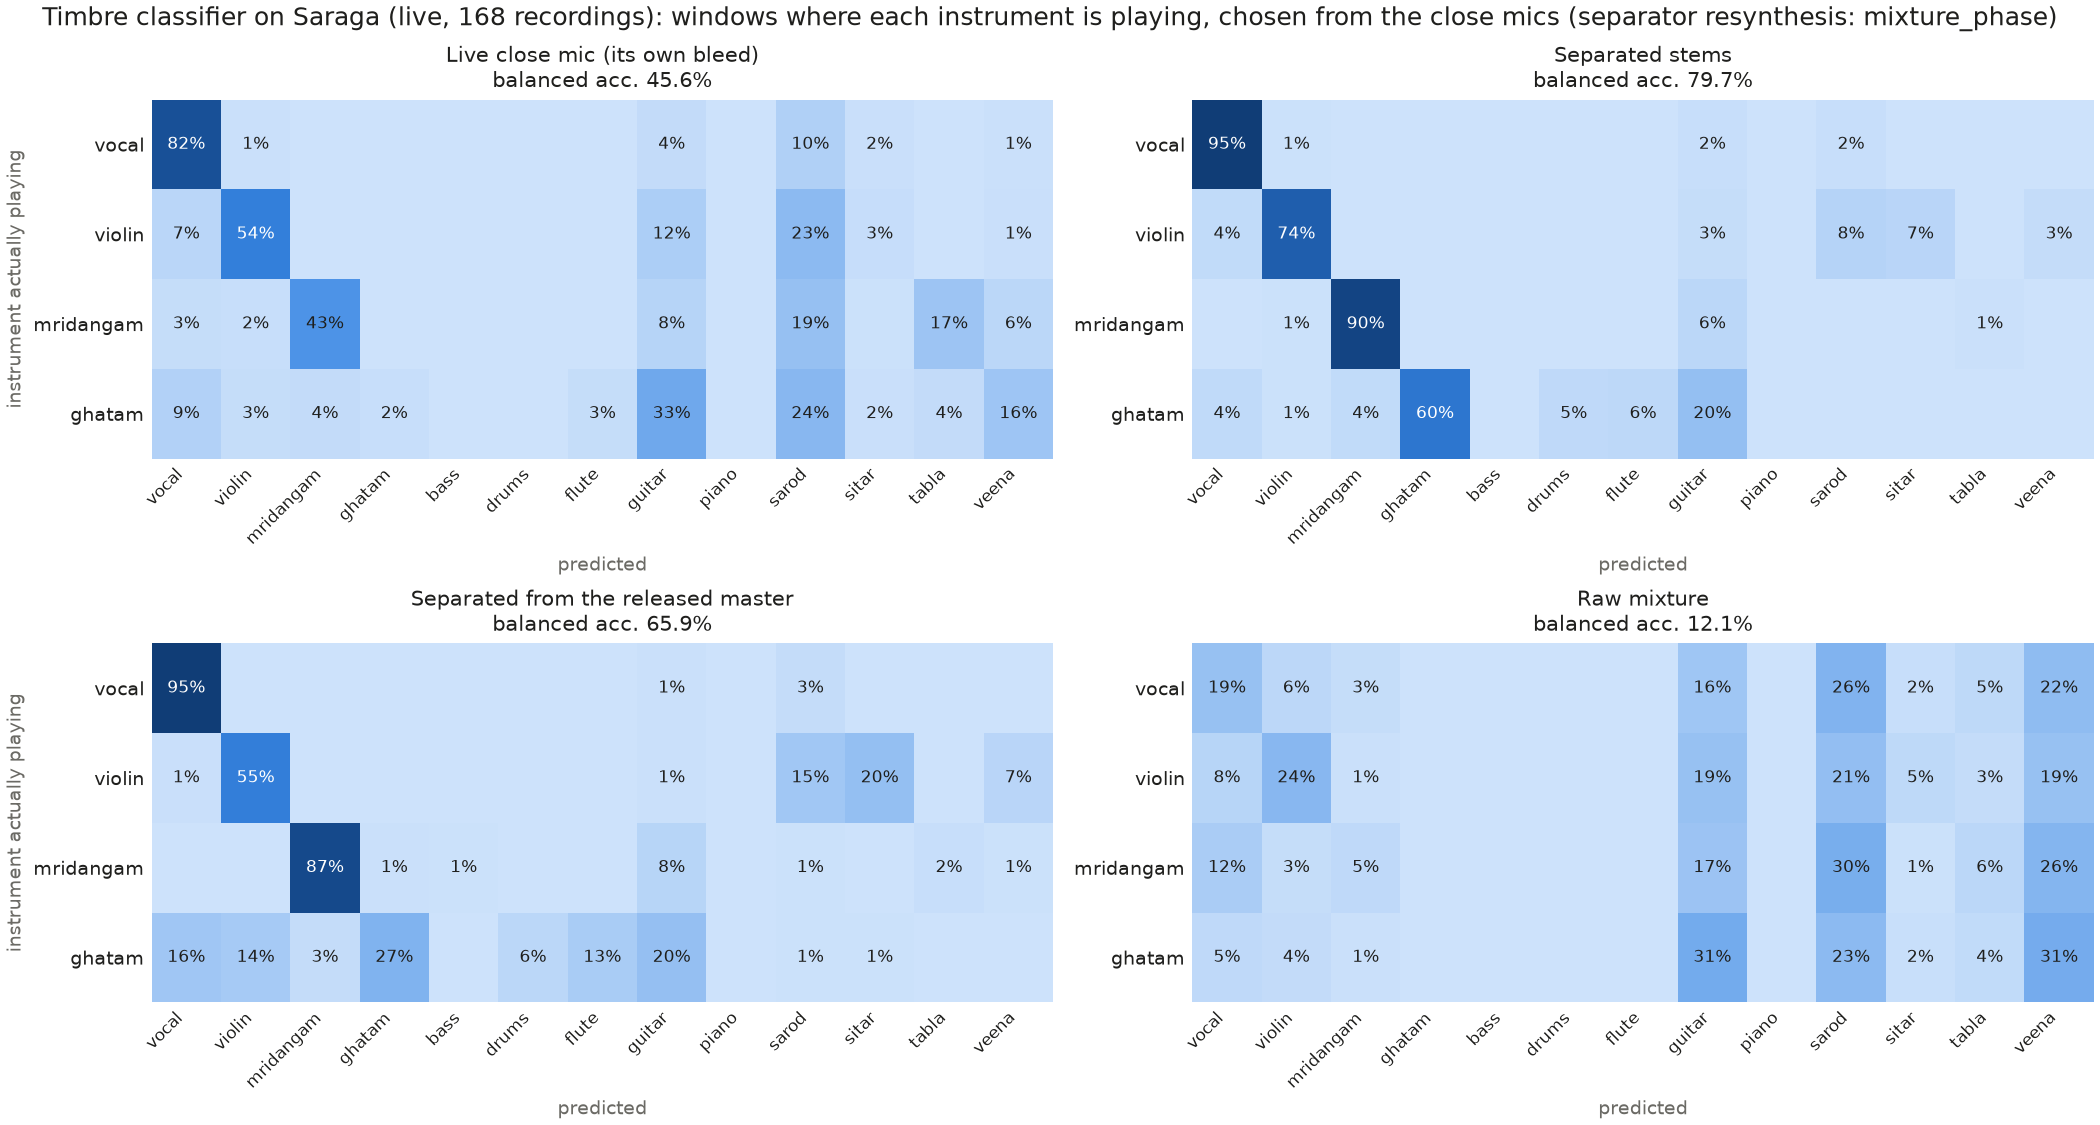 Timbre classifier on Saraga (live, 168 recordings): windows where each instrument is playing, chosen from the close mics (separator resynthesis: mixture_phase)
Live close mic (its own bleed)
balanced acc. 45.6%
instrument actually playing
vocal 82% 1% 4% 10% 2% 1%
violin 7% 54% 12% 23% 3% 1%
mridangam 3% 2% 43% 8% 19% 17% 6%
ghatam 9% 3% 4% 2% 3% 33% 24% 2% 4% 16%
vocal violin mridangam ghatam bass drums flute guitar piano sarod sitar tabla veena
predicted
Separated stems
balanced acc. 79.7%
vocal 95% 1% 2% 2%
violin 4% 74% 3% 8% 7% 3%
mridangam 1% 90% 6% 1%
ghatam 4% 1% 4% 60% 5% 6% 20%
vocal violin mridangam ghatam bass drums flute guitar piano sarod sitar tabla veena
predicted
Separated from the released master
balanced acc. 65.9%
instrument actually playing
vocal 95% 1% 3%
violin 1% 55% 1% 15% 20% 7%
mridangam 87% 1% 1% 8% 1% 2% 1%
ghatam 16% 14% 3% 27% 6% 13% 20% 1% 1%
vocal violin mridangam ghatam bass drums flute guitar piano sarod sitar tabla veena
predicted
Raw mixture
balanced acc. 12.1%
vocal 19% 6% 3% 16% 26% 2% 5% 22%
violin 8% 24% 1% 19% 21% 5% 3% 19%
mridangam 12% 3% 5% 17% 30% 1% 6% 26%
ghatam 5% 4% 1% 31% 23% 2% 4% 31%
vocal violin mridangam ghatam bass drums flute guitar piano sarod sitar tabla veena
predicted